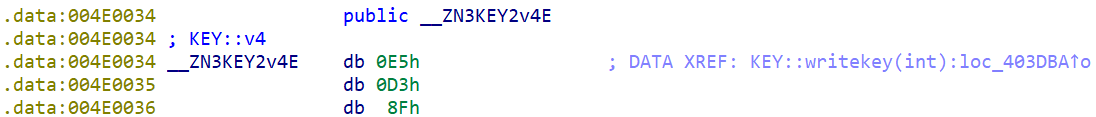 .data:004E0034 public __ZN3KEY2v4E
.data:004E0034 ; KEY::v4
.data:004E0034 __ZN3KEY2v4E db 0E5h ; DATA XREF: KEY::writekey(int):loc_403DBA↑o
.data:004E0035 db 0D3h
.data:004E0036 db 8Fh